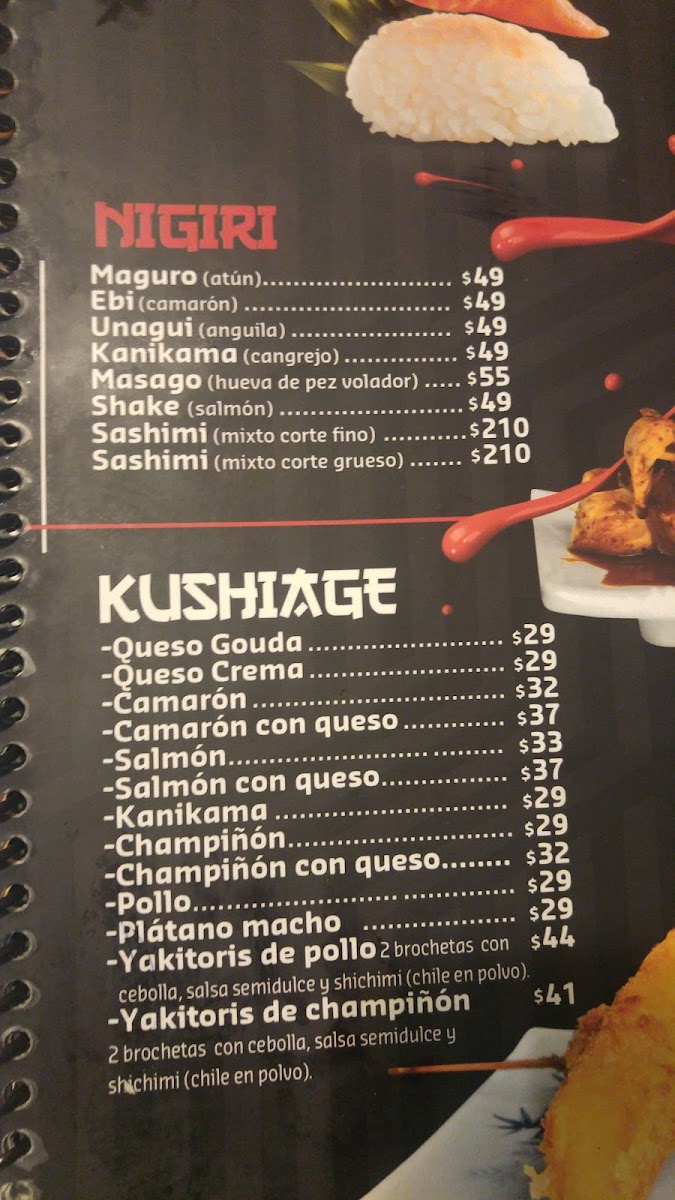 NIGIRI
Maguro (atún)........................... $49
Ebi (camarón) .............................. $49
Unagui (anguila) ....................... $49
Kanikama (cangrejo) ................ $49
Masago (hueva de pez volador) ..... $55
Shake (salmón) .......................... $49
Sashimi (mixto corte fino) ............ $210
Sashimi (mixto corte grueso) ....... $210
KUSHIAGE
-Queso Gouda ........................ $29
-Queso Crema ........................ $29
-Camarón ............................... $32
-Camarón con queso ............. $37
-Salmón.................................. $33
-Salmón con queso................ $37
-Kanikama ............................ $29
-Champiñón............................ $29
-Champiñón con queso........ $32
-Pollo....................................... $29
-Plátano macho .................. $29
-Yakitoris de pollo 2 brochetas con $44
cebolla, salsa semidulce y shichimi (chile en polvo).
-Yakitoris de champiñón $41
2 brochetas con cebolla, salsa semidulce y
shichimi (chile en polvo).